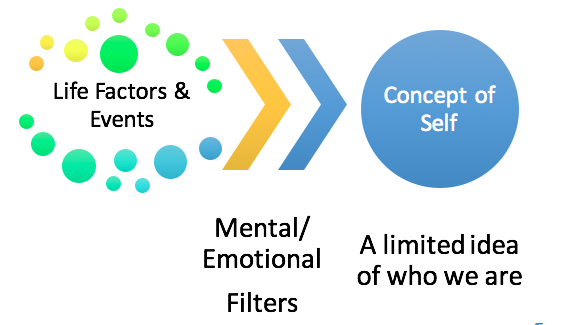 Life Factors &
Events
Concept of
Self
Mental/
Emotional
Filters
A limited idea
of who we are